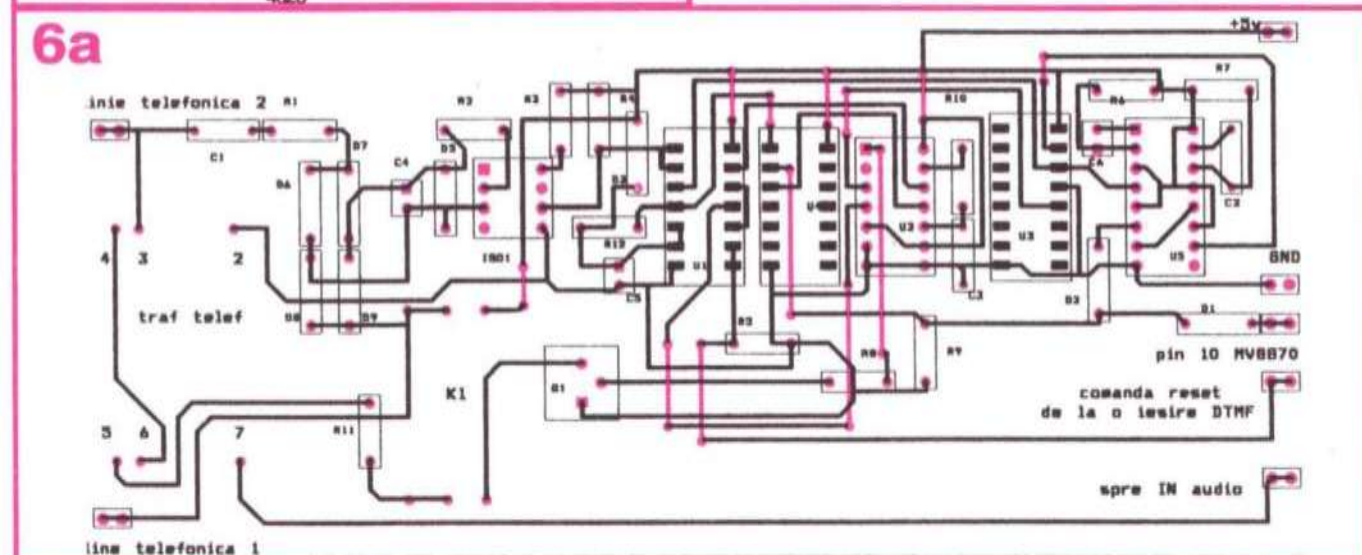 6a
+5v
inie telefonica 2
R1
R2
R3
R4
R10
R6
R7
C1
D7
C4
D5
D6
C2
ISO1
R12
U1
U4
U2
U3
U5
4
3
2
GND
C5
C3
D2
traf telef
D8
D9
D1
R9
R8
pin 10 MV8870
K1
comanda reset
de la o iesire DTMF
5
6
7
R11
spre IN audio
line telefonica 1